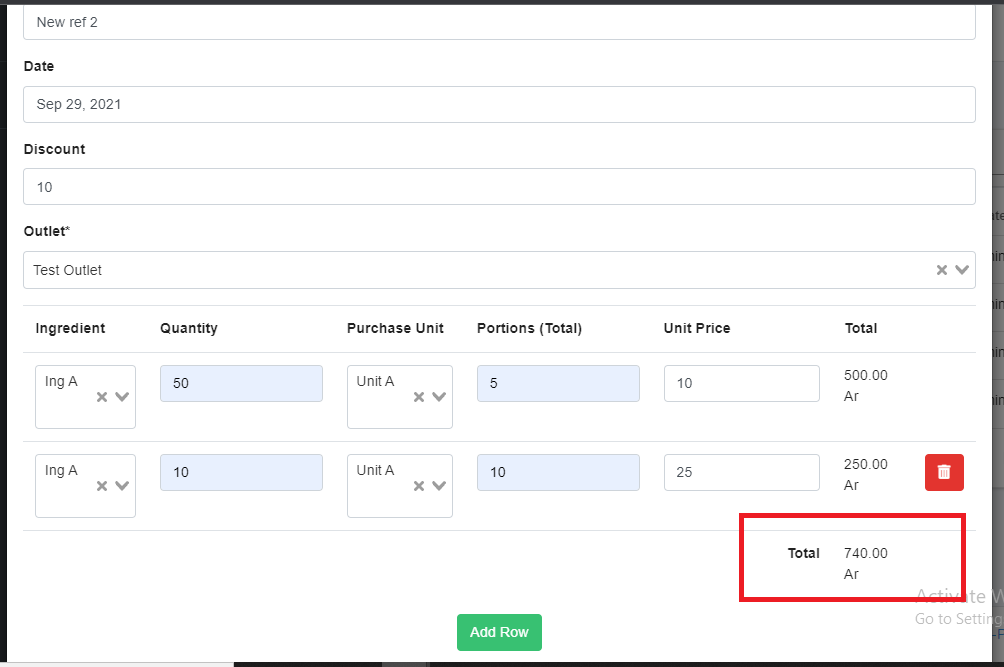 New ref 2
Date
Sep 29, 2021
Discount
10
Outlet*
Test Outlet
Ingredient Quantity Purchase Unit Portions (Total) Unit Price Total
Ing A 50 Unit A 5 10 500.00
Ar
Ing A 10 Unit A 10 25 250.00
Ar
Total 740.00
Ar
Activate W
Go to Setting
Add Row